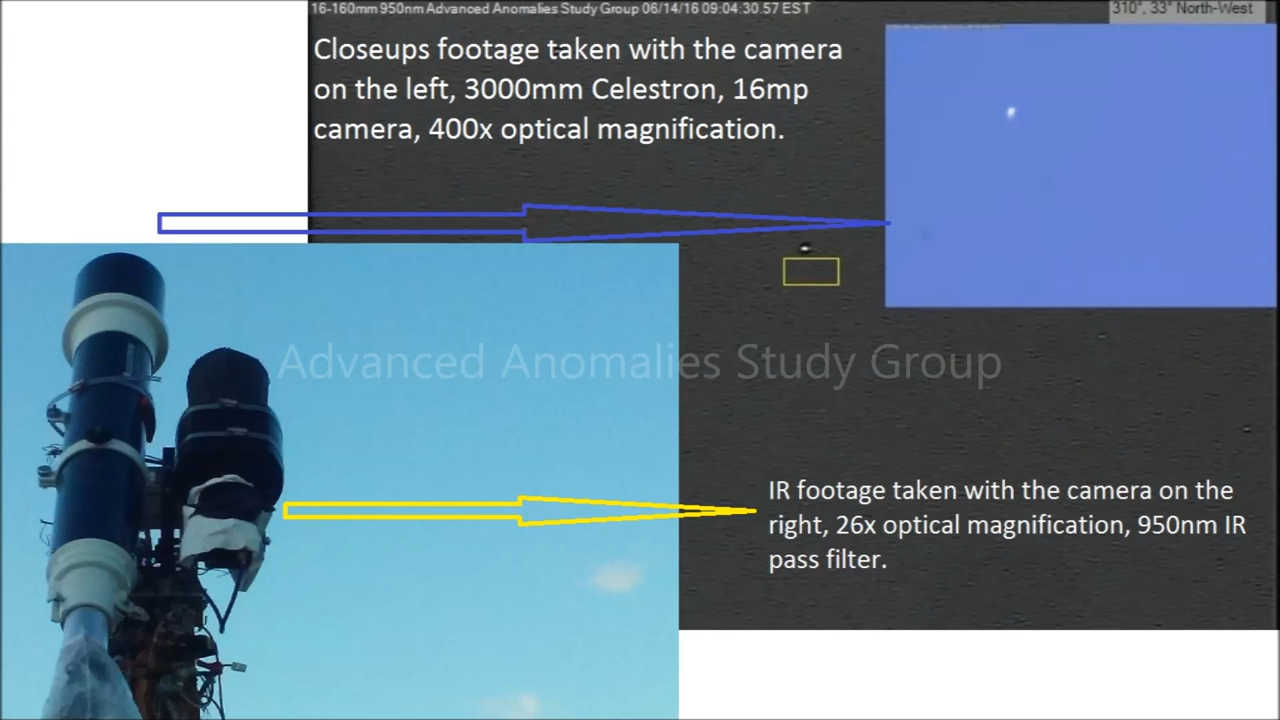 16-160mm 950nm Advanced Anomalies Study Group 06/14/16 09:04:30.57 EST
310°, 33° North-West
Closeups footage taken with the camera
on the left, 3000mm Celestron, 16mp
camera, 400x optical magnification.
Advanced Anomalies Study Group
IR footage taken with the camera on the
right, 26x optical magnification, 950nm IR
pass filter.